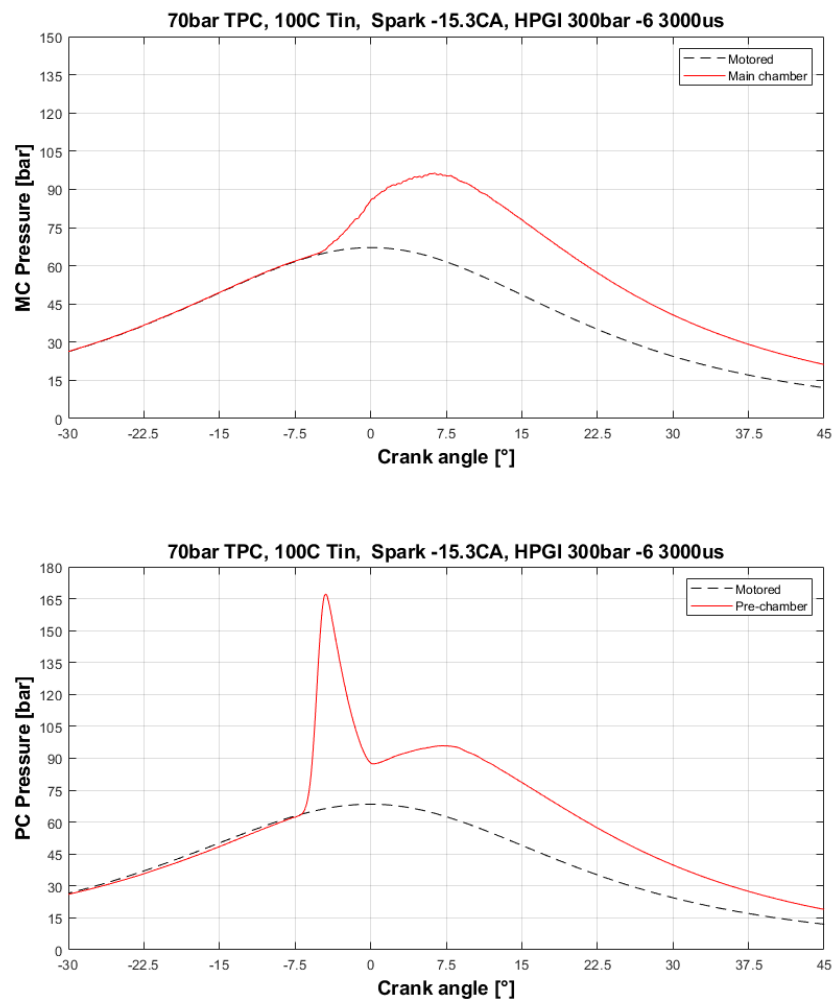 70bar TPC, 100C Tin,  Spark -15.3CA, HPGI 300bar -6 3000us
150
135
120
105
90
75
60
45
30
15
0
MC Pressure [bar]
Motored
Main chamber
-30 -22.5 -15 -7.5 0 7.5 15 22.5 30 37.5 45
Crank angle [°]
70bar TPC, 100C Tin,  Spark -15.3CA, HPGI 300bar -6 3000us
180
165
150
135
120
105
90
75
60
45
30
15
0
PC Pressure [bar]
Motored
Pre-chamber
-30 -22.5 -15 -7.5 0 7.5 15 22.5 30 37.5 45
Crank angle [°]